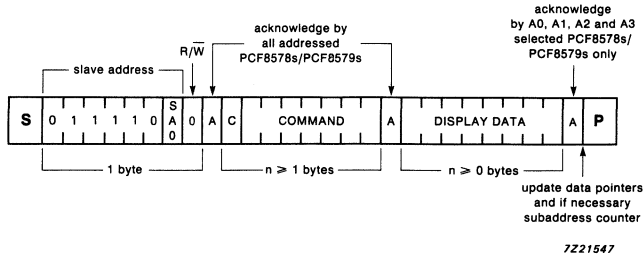 acknowledge
by A0, A1, A2 and A3
selected PCF8578s/
PCF8579s only
acknowledge by
all addressed
PCF8578s/PCF8579s
R/W̅
slave address
S 0 1 1 1 1 0 SA0 0 A C COMMAND A DISPLAY DATA A P
1 byte
n ⩾ 1 bytes
n ⩾ 0 bytes
update data pointers
and if necessary
subaddress counter
7Z21547